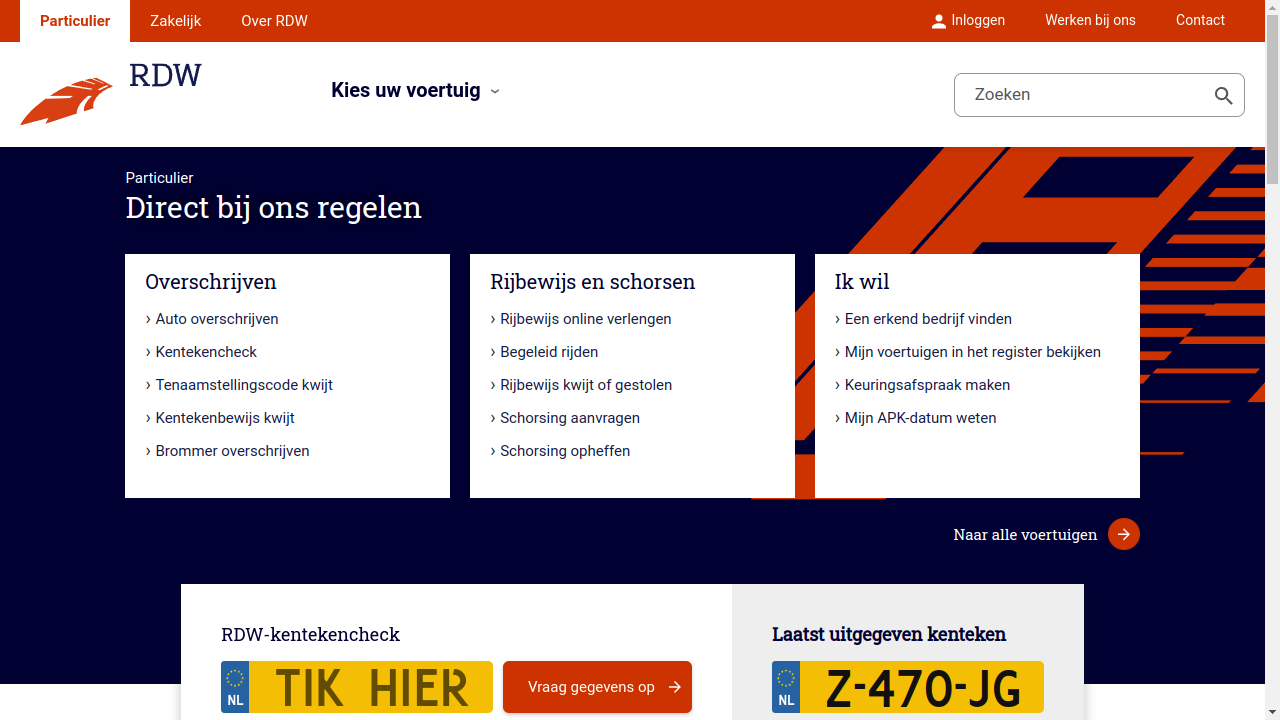 Particulier
Zakelijk
Over RDW
Inloggen
Werken bij ons
Contact
RDW
Kies uw voertuig
Zoeken
Particulier
Direct bij ons regelen
Overschrijven
› Auto overschrijven
› Kentekencheck
› Tenaamstellingscode kwijt
› Kentekenbewijs kwijt
› Brommer overschrijven
Rijbewijs en schorsen
› Rijbewijs online verlengen
› Begeleid rijden
› Rijbewijs kwijt of gestolen
› Schorsing aanvragen
› Schorsing opheffen
Ik wil
› Een erkend bedrijf vinden
› Mijn voertuigen in het register bekijken
› Keuringsafspraak maken
› Mijn APK-datum weten
Naar alle voertuigen
RDW-kentekencheck
NL
TIK HIER
Vraag gegevens op
Laatst uitgegeven kenteken
NL
Z-470-JG